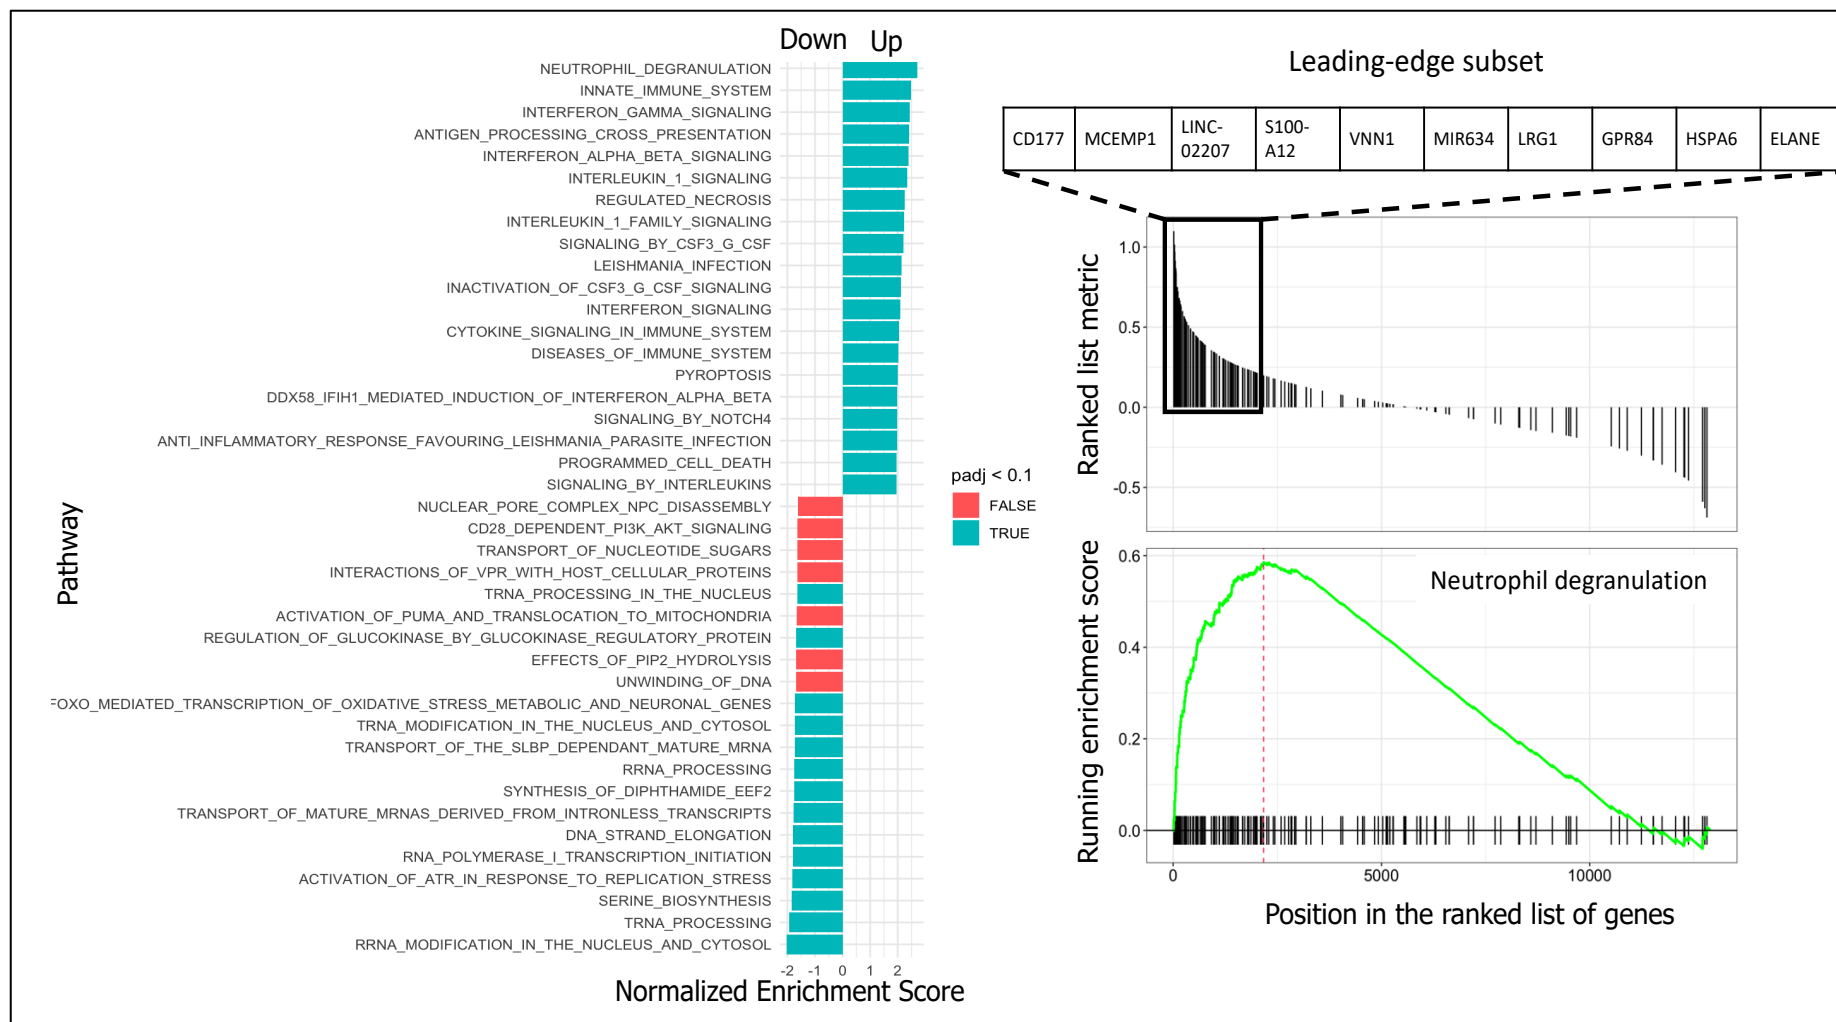 Down Up
NEUTROPHIL_DEGRANULATION
INNATE_IMMUNE_SYSTEM
INTERFERON_GAMMA_SIGNALING
ANTIGEN_PROCESSING_CROSS_PRESENTATION
INTERFERON_ALPHA_BETA_SIGNALING
INTERLEUKIN_1_SIGNALING
REGULATED_NECROSIS
INTERLEUKIN_1_FAMILY_SIGNALING
SIGNALING_BY_CSF3_G_CSF
LEISHMANIA_INFECTION
INACTIVATION_OF_CSF3_G_CSF_SIGNALING
INTERFERON_SIGNALING
CYTOKINE_SIGNALING_IN_IMMUNE_SYSTEM
DISEASES_OF_IMMUNE_SYSTEM
PYROPTOSIS
DDX58_IFIH1_MEDIATED_INDUCTION_OF_INTERFERON_ALPHA_BETA
SIGNALING_BY_NOTCH4
ANTI_INFLAMMATORY_RESPONSE_FAVOURING_LEISHMANIA_PARASITE_INFECTION
PROGRAMMED_CELL_DEATH
SIGNALING_BY_INTERLEUKINS
NUCLEAR_PORE_COMPLEX_NPC_DISASSEMBLY
CD28_DEPENDENT_PI3K_AKT_SIGNALING
TRANSPORT_OF_NUCLEOTIDE_SUGARS
INTERACTIONS_OF_VPR_WITH_HOST_CELLULAR_PROTEINS
TRNA_PROCESSING_IN_THE_NUCLEUS
ACTIVATION_OF_PUMA_AND_TRANSLOCATION_TO_MITOCHONDRIA
REGULATION_OF_GLUCOKINASE_BY_GLUCOKINASE_REGULATORY_PROTEIN
EFFECTS_OF_PIP2_HYDROLYSIS
UNWINDING_OF_DNA
FOXO_MEDIATED_TRANSCRIPTION_OF_OXIDATIVE_STRESS_METABOLIC_AND_NEURONAL_GENES
TRNA_MODIFICATION_IN_THE_NUCLEUS_AND_CYTOSOL
TRANSPORT_OF_THE_SLBP_DEPENDANT_MATURE_MRNA
RRNA_PROCESSING
SYNTHESIS_OF_DIPHTHAMIDE_EEF2
TRANSPORT_OF_MATURE_MRNAS_DERIVED_FROM_INTRONLESS_TRANSCRIPTS
DNA_STRAND_ELONGATION
RNA_POLYMERASE_I_TRANSCRIPTION_INITIATION
ACTIVATION_OF_ATR_IN_RESPONSE_TO_REPLICATION_STRESS
SERINE_BIOSYNTHESIS
TRNA_PROCESSING
RRNA_MODIFICATION_IN_THE_NUCLEUS_AND_CYTOSOL
Pathway
-2 -1 0 1 2
Normalized Enrichment Score
padj < 0.1
FALSE
TRUE
Leading-edge subset
CD177
MCEMP1
LINC-
02207
S100-
A12
VNN1
MIR634
LRG1
GPR84
HSPA6
ELANE
Ranked list metric
1.0
0.5
0.0
-0.5
Running enrichment score
0.6
0.4
0.2
0.0
Neutrophil degranulation
0 5000 10000
Position in the ranked list of genes